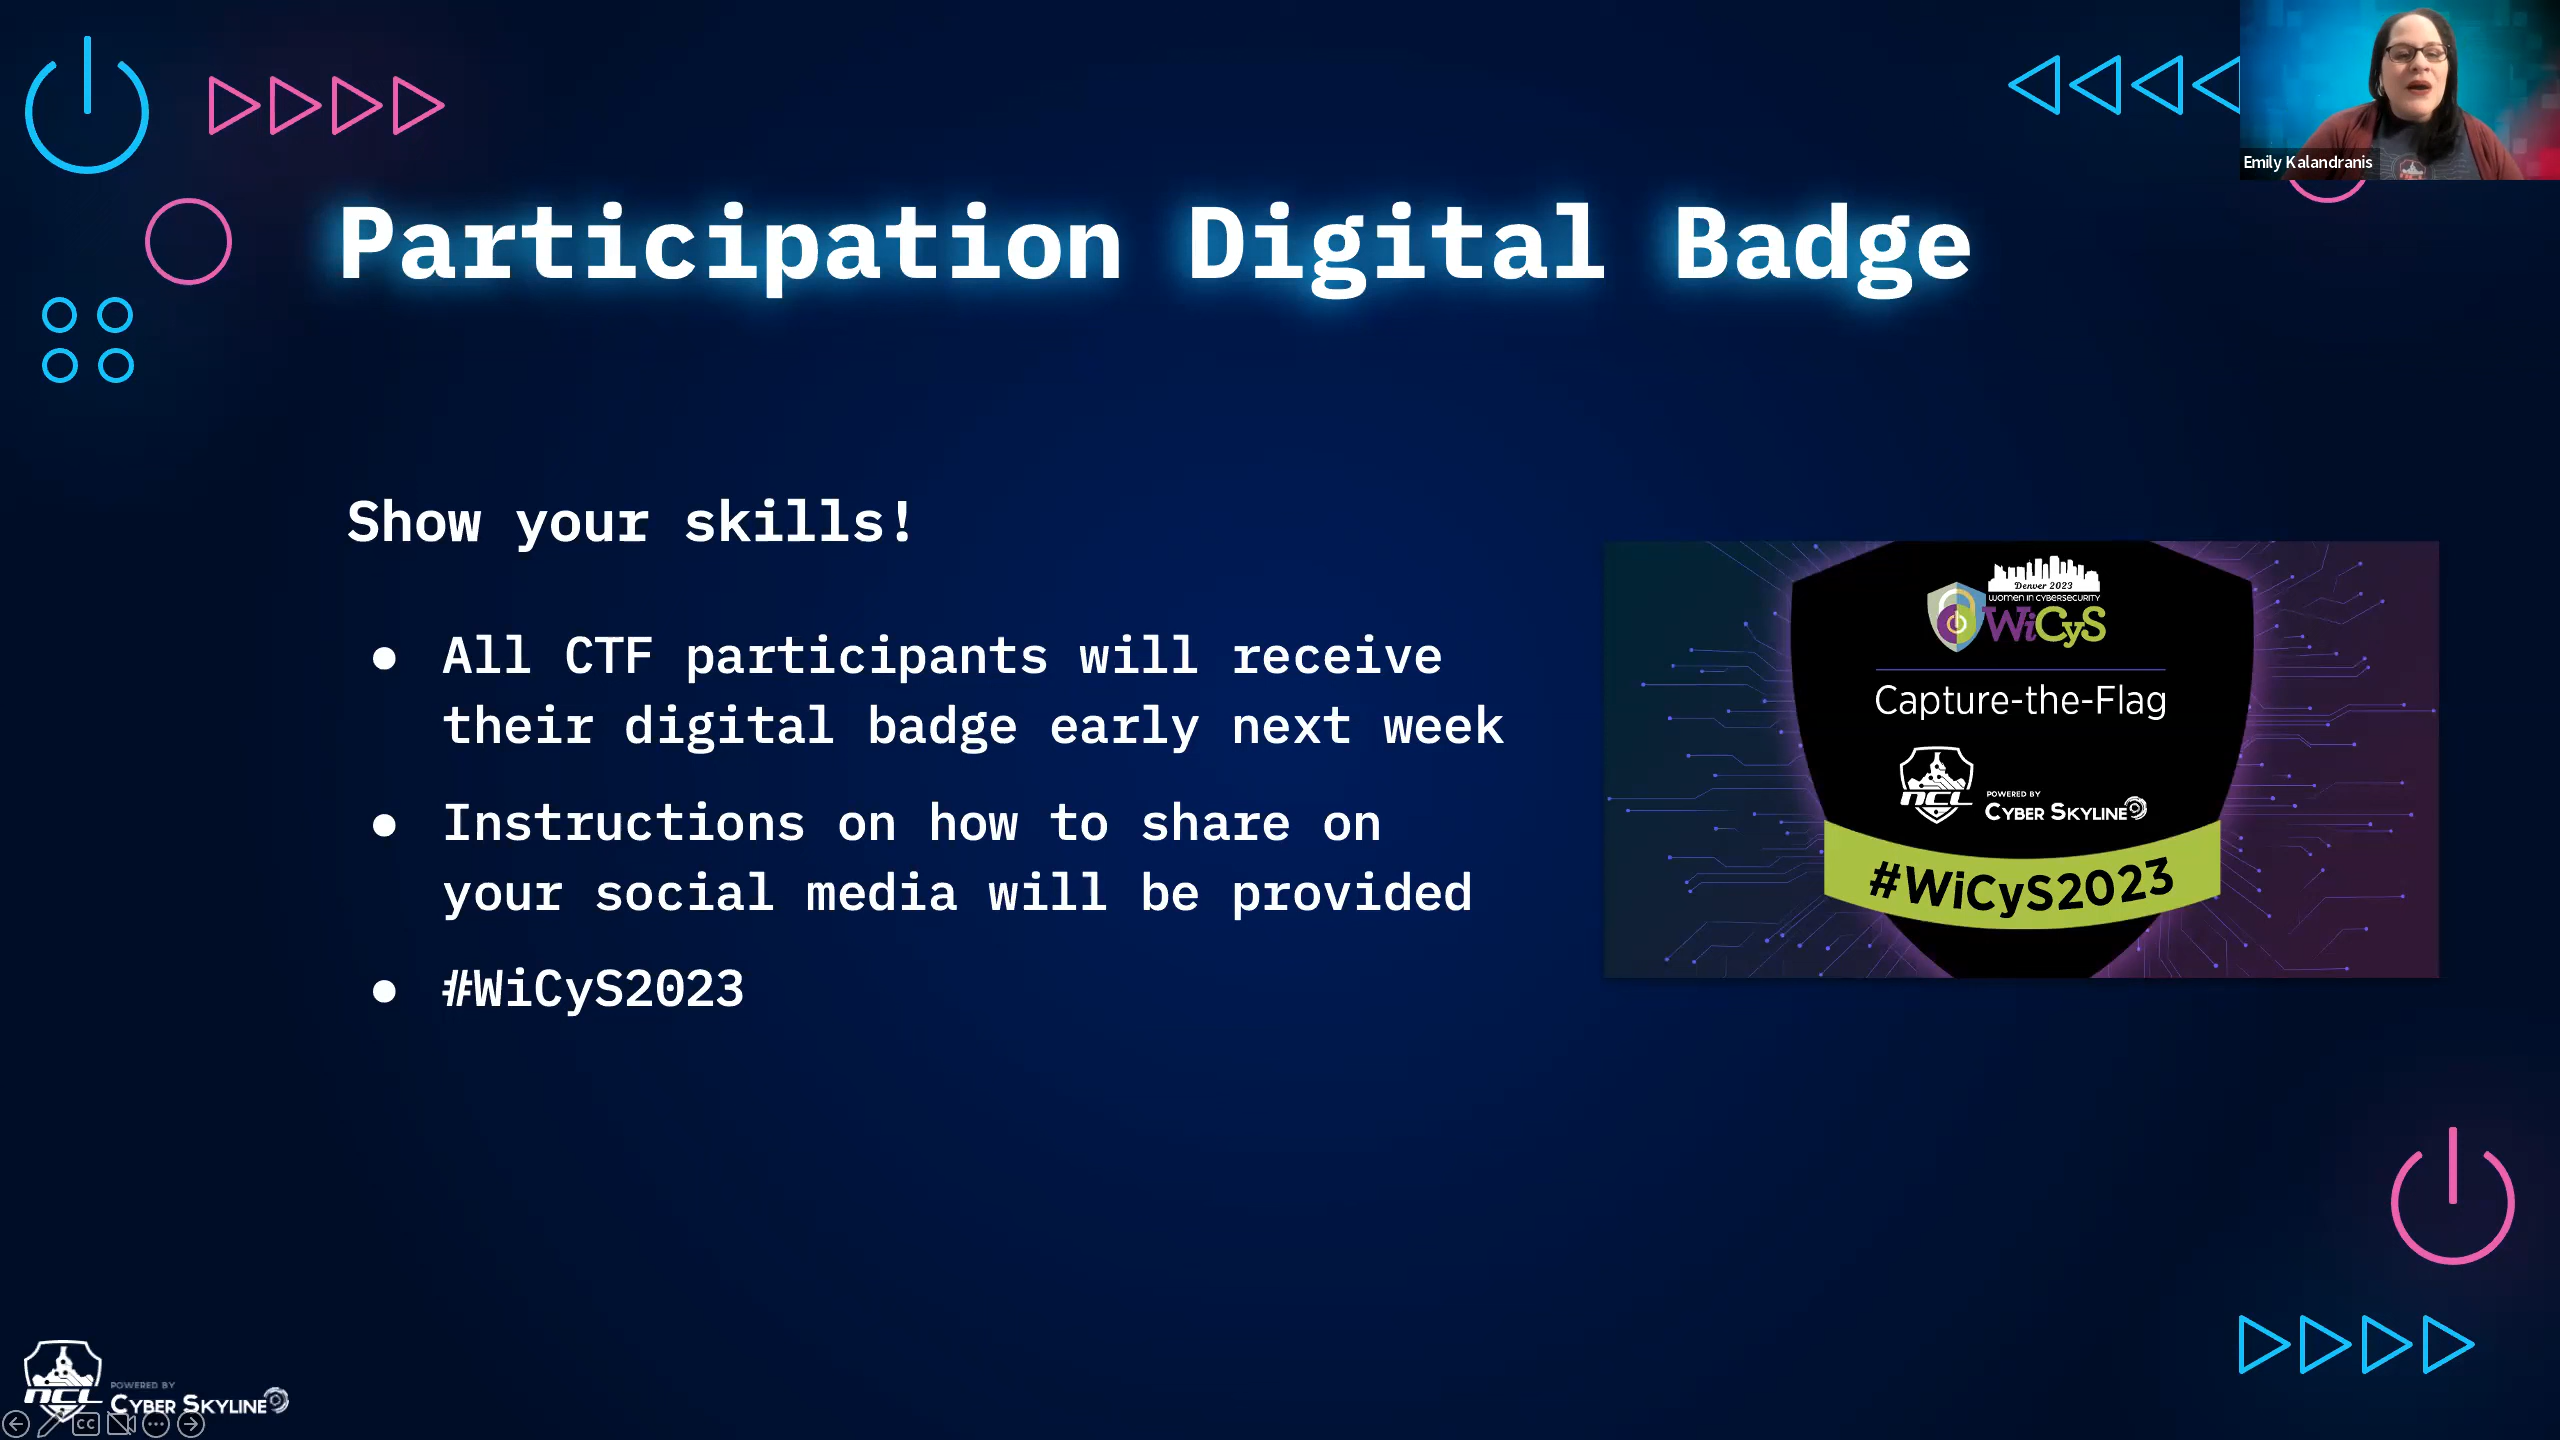 Emily Kalandranis
Participation Digital Badge
Show your skills!
● All CTF participants will receive
their digital badge early next week
● Instructions on how to share on
your social media will be provided
● #WiCyS2023
Denver 2023
WOMEN IN CYBERSECURITY
WiCyS
Capture-the-Flag
NCL
POWERED BY
CYBER SKYLINE
#WiCyS2023
NCL
POWERED BY
CYBER SKYLINE
CC